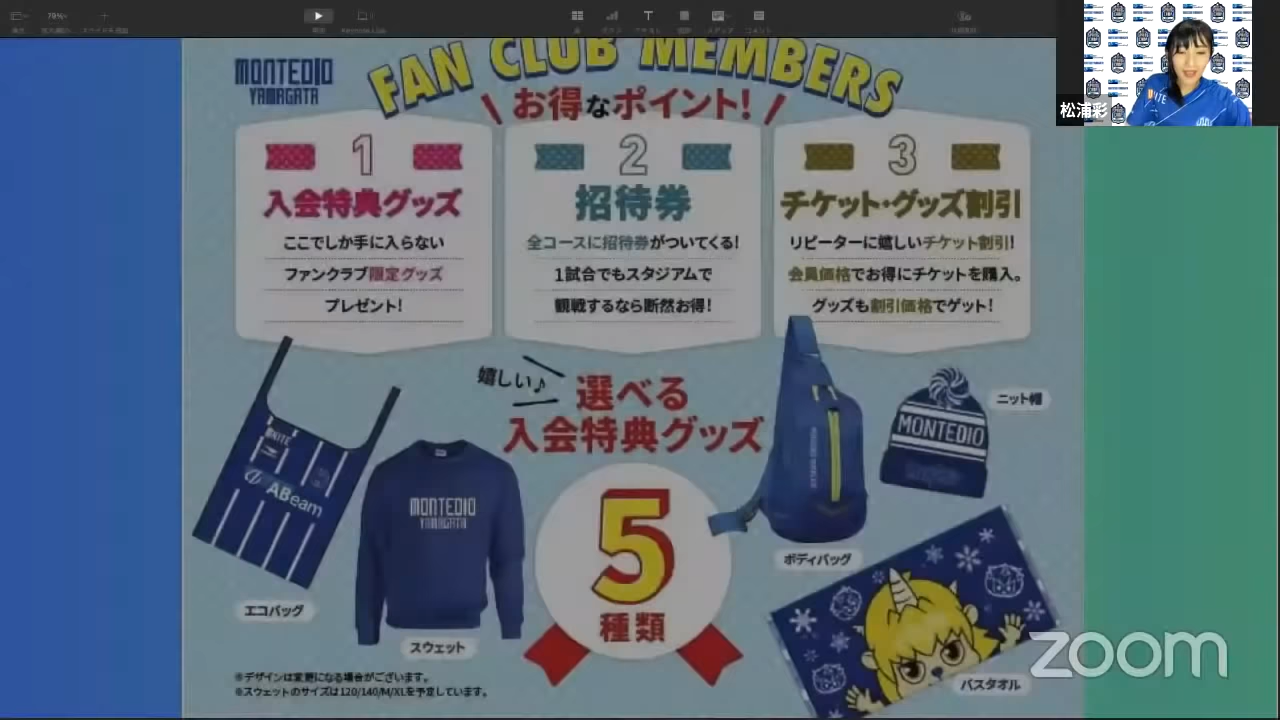 79%
松浦彩
MONTEDIO
YAMAGATA
FAN CLUB MEMBERS
お得なポイント!
1
入会特典グッズ
ここでしか手に入らない
ファンクラブ限定グッズ
プレゼント!
2
招待券
全コースに招待券がついてくる!
1試合でもスタジアムで
観戦するなら断然お得!
3
チケット・グッズ割引
リピーターに嬉しいチケット割引!
会員価格でお得にチケットを購入。
グッズも割引価格でゲット!
嬉しい♪
選べる
入会特典グッズ
5
種類
UNITE
ABeam
エコバッグ
MONTEDIO
YAMAGATA
スウェット
ボディバッグ
MONTEDIO
ニット帽
バスタオル
※デザインは変更になる場合がございます。
※スウェットのサイズは120/140/M/XLを予定しています。
zoom